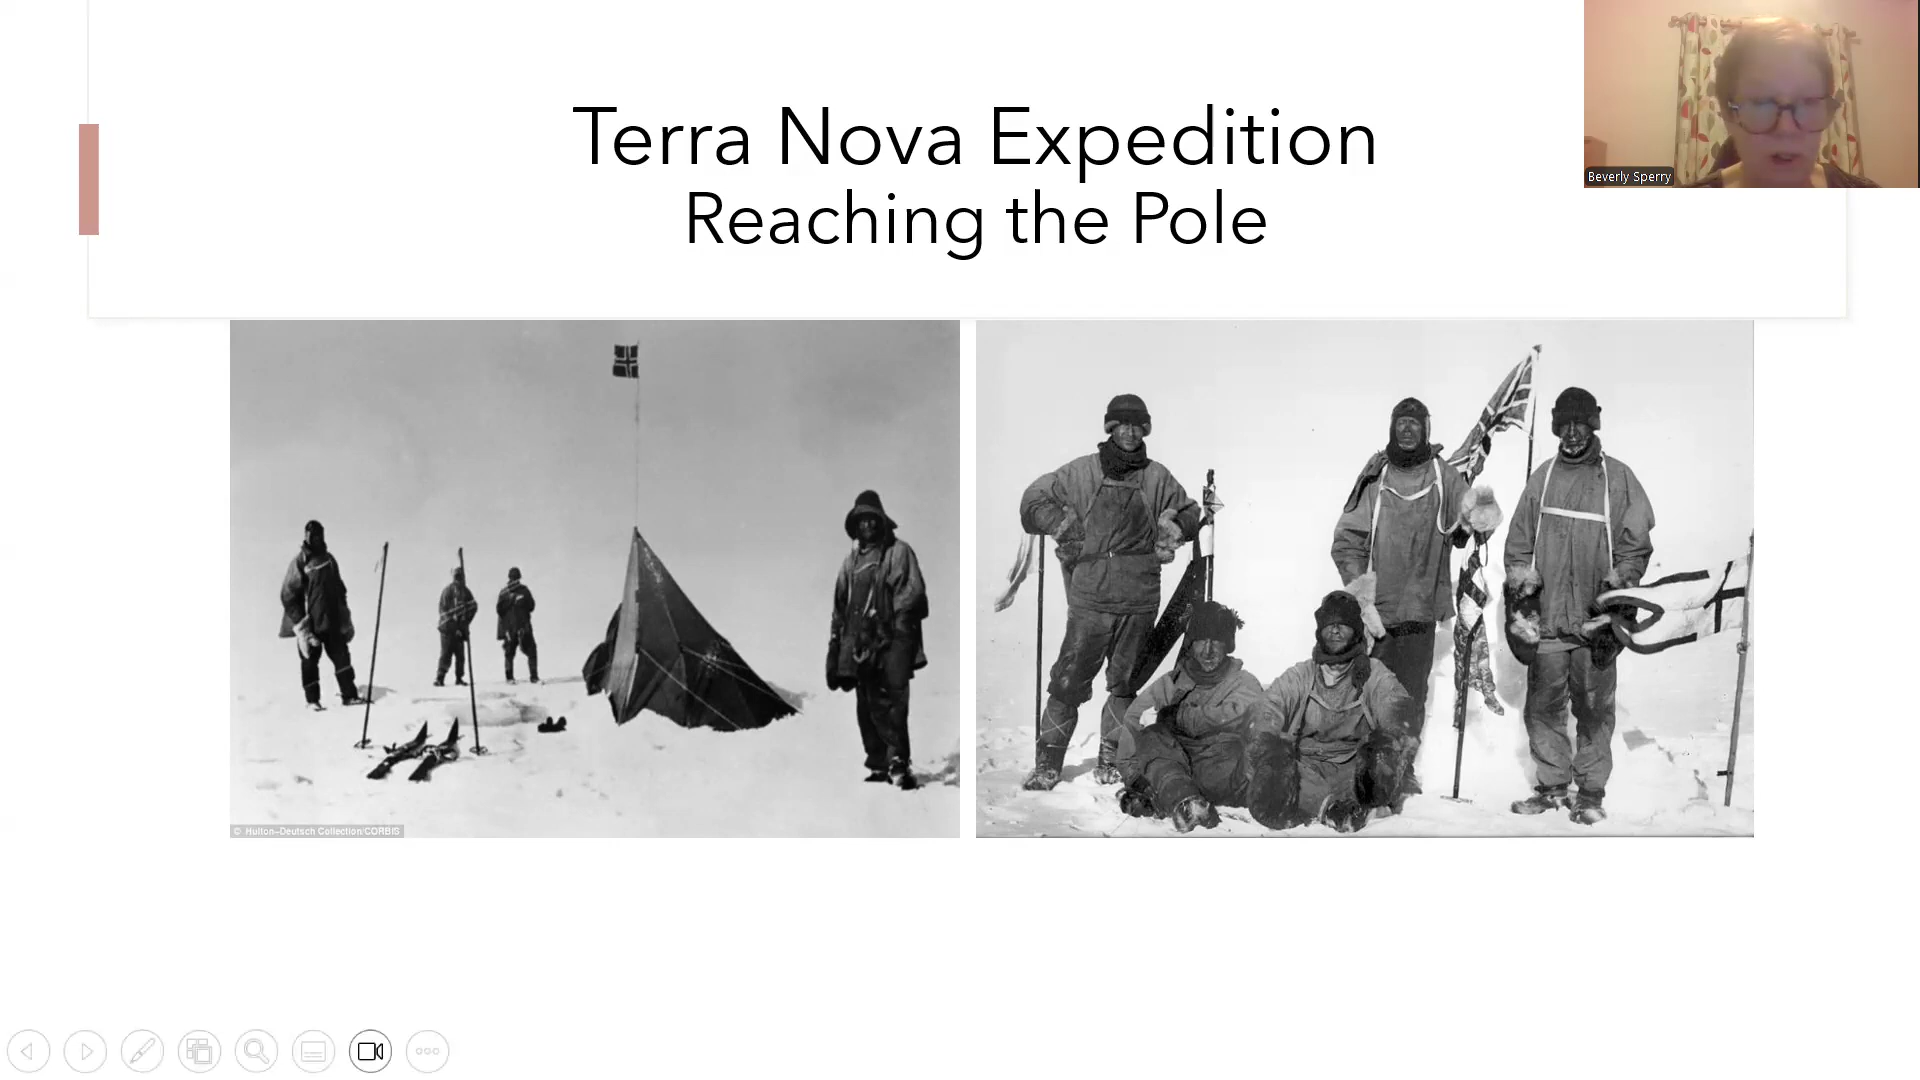 Terra Nova Expedition
Reaching the Pole
Beverly Sperry
© Hulton-Deutsch Collection/CORBIS